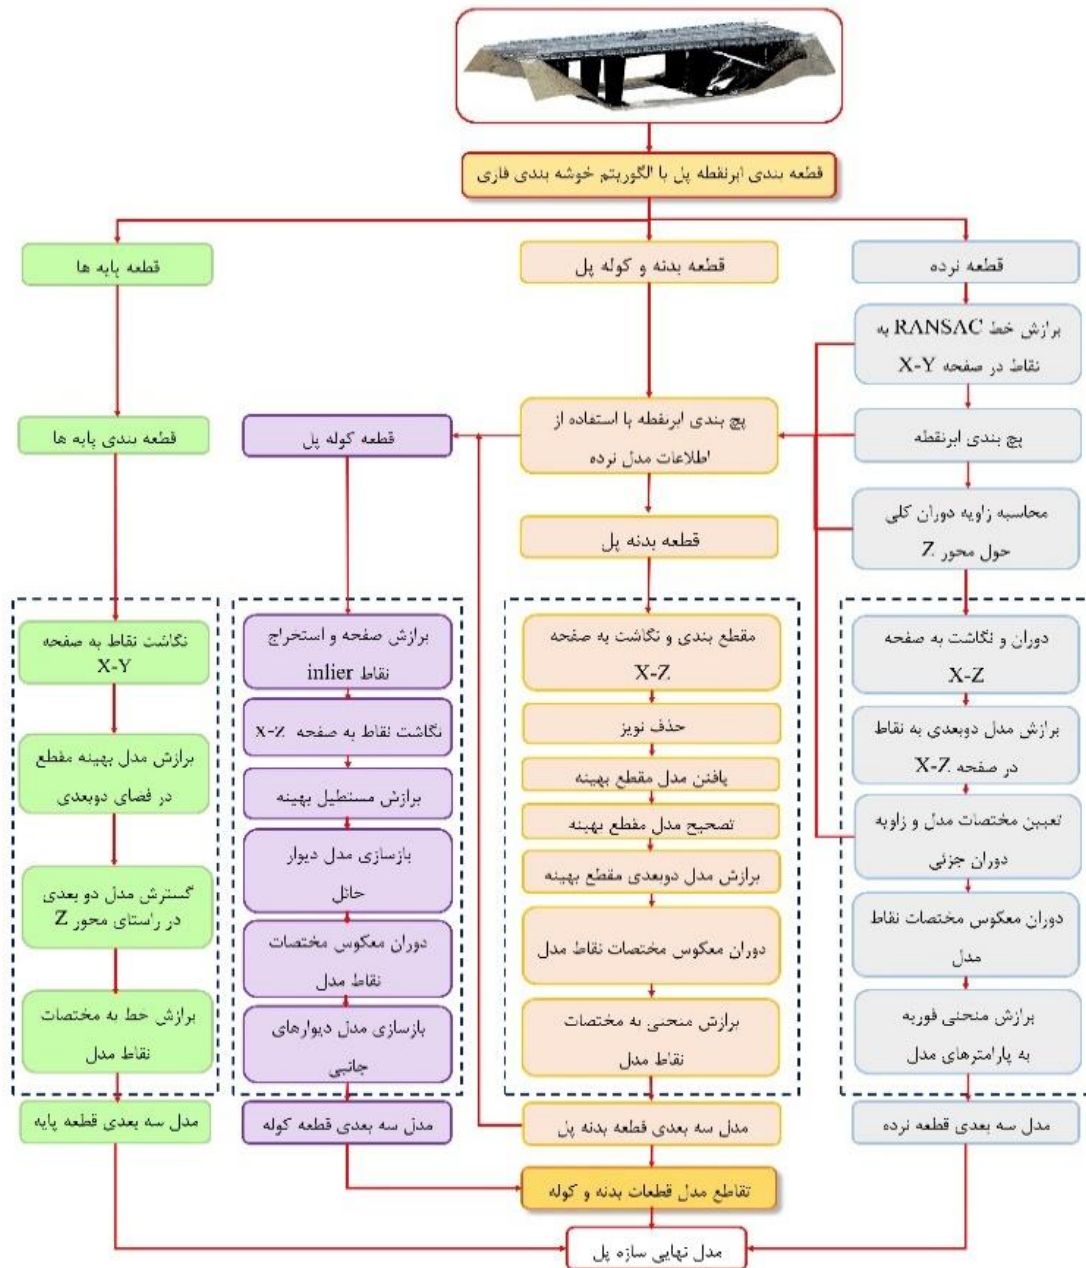 قطعه بندی ابرنقطه پل با الگوریتم خوشه بندی فازی
قطعه نرده
برازش خط RANSAC به
نقاط در صفحه X-Y
پچ بندی ابرنقطه
محاسبه زاویه دوران کلی
حول محور Z
دوران و نگاشت به صفحه
X-Z
برازش مدل دوبعدی به نقاط
در صفحه X-Z
تعیین مختصات مدل و زاویه
دوران جزئی
دوران معکوس مختصات نقاط
مدل
برازش منحنی فوریه
به پارامترهای مدل
مدل سه بعدی قطعه نرده
قطعه بدنه و کوله پل
پچ بندی ابرنقطه با استفاده از
اطلاعات مدل نرده
قطعه بدنه پل
مقطع بندی و نگاشت به صفحه
X-Z
حذف نویز
یافتن مدل مقطع بهینه
تصحیح مدل مقطع بهینه
برازش مدل دوبعدی مقطع بهینه
دوران معکوس مختصات نقاط مدل
برازش منحنی به مختصات
نقاط مدل
مدل سه بعدی قطعه بدنه پل
قطعه کوله پل
برازش صفحه و استخراج
نقاط inlier
نگاشت نقاط به صفحه X-Z
برازش مستطیل بهینه
بازسازی مدل دیوار
حائل
دوران معکوس مختصات
نقاط مدل
بازسازی مدل دیوارهای
جانبی
مدل سه بعدی قطعه کوله
قطعه پایه ها
قطعه بندی پایه ها
نگاشت نقاط به صفحه
X-Y
برازش مدل بهینه مقطع
در فضای دوبعدی
گسترش مدل دو بعدی
در راستای محور Z
برازش خط به مختصات
نقاط مدل
مدل سه بعدی قطعه پایه
تقاطع مدل قطعات بدنه و کوله
مدل نهایی سازه پل